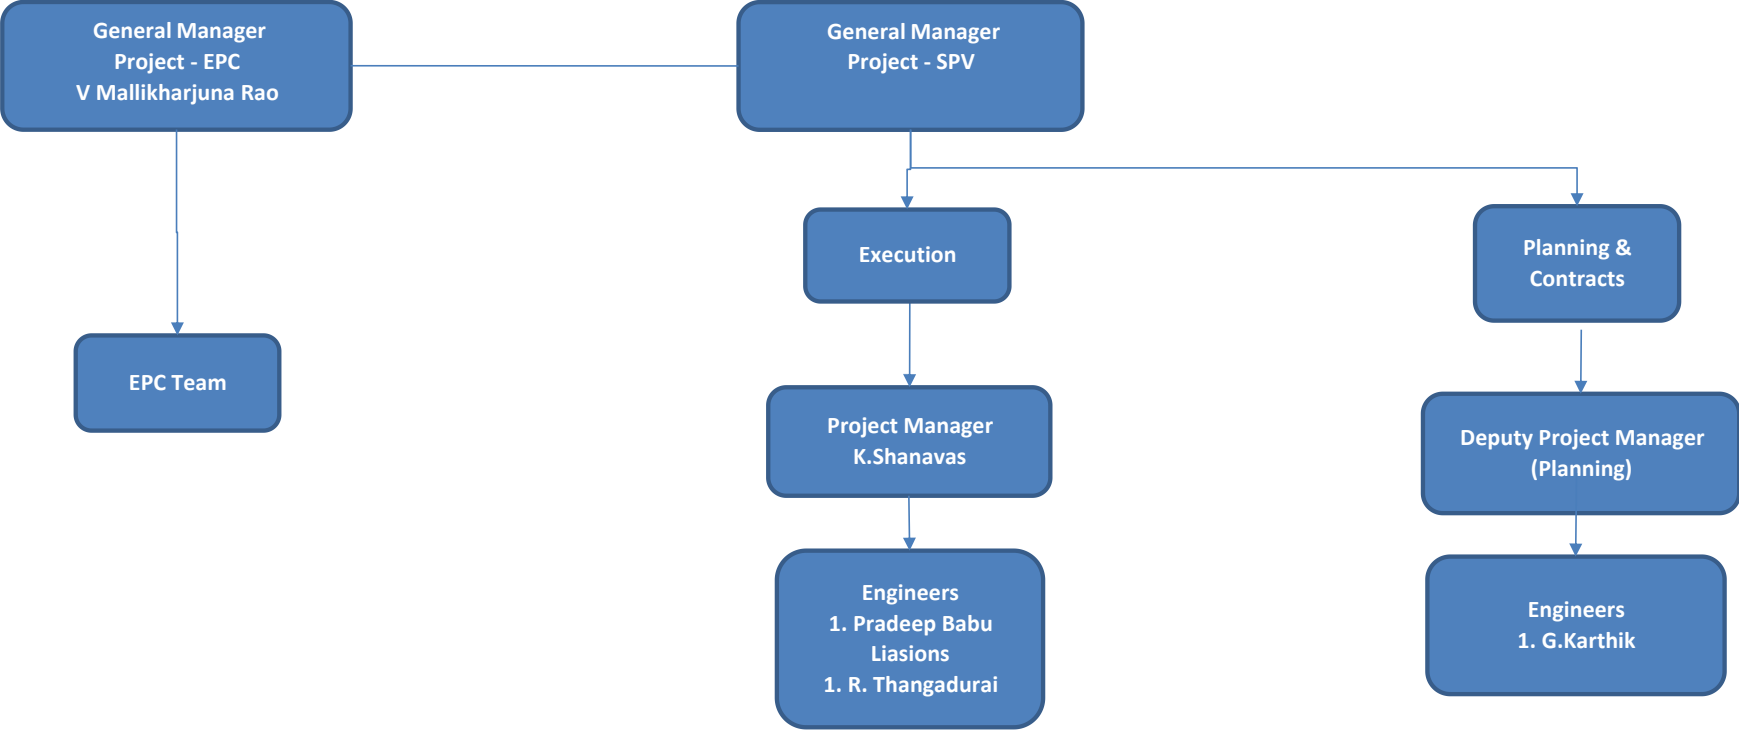 General Manager
Project - EPC
V Mallikharjuna Rao
General Manager
Project - SPV
Execution
Planning &
Contracts
EPC Team
Project Manager
K.Shanavas
Deputy Project Manager
(Planning)
Engineers
1. Pradeep Babu
Liasions
1. R. Thangadurai
Engineers
1. G.Karthik